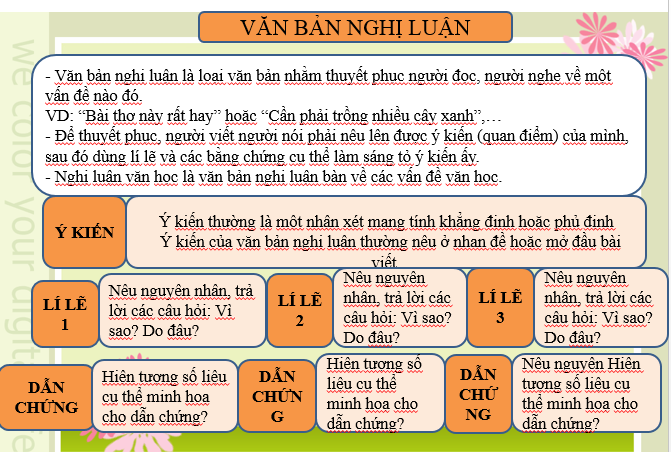 VĂN BẢN NGHỊ LUẬN
- Văn bản nghị luận là loại văn bản nhằm thuyết phục người đọc, người nghe về một
vấn đề nào đó.
VD: “Bài thơ này rất hay” hoặc “Cần phải trồng nhiều cây xanh”,…
- Để thuyết phục, người viết người nói phải nêu lên được ý kiến (quan điểm) của mình,
sau đó dùng lí lẽ và các bằng chứng cụ thể làm sáng tỏ ý kiến ấy.
- Nghị luận văn học là văn bản nghị luận bàn về các vấn đề văn học.
Ý KIẾN
Ý kiến thường là một nhận xét mang tính khẳng định hoặc phủ định
Ý kiến của văn bản nghị luận thường nêu ở nhan đề hoặc mở đầu bài
viết
LÍ LẼ
1
Nêu nguyên nhân, trả
lời các câu hỏi: Vì
sao? Do đâu?
LÍ LẼ
2
Nêu nguyên
nhân, trả lời các
câu hỏi: Vì sao?
Do đâu?
LÍ LẼ
3
Nêu nguyên
nhân, trả lời các
câu hỏi: Vì sao?
Do đâu?
DẪN
CHỨNG
Hiện tượng số liệu
cụ thể minh họa
cho dẫn chứng?
DẪN
CHỨN
G
Hiện tượng số
liệu cụ thể
minh họa cho
dẫn chứng?
DẪN
CHỨ
NG
Nêu nguyên Hiện
tượng số liệu cụ
thể minh họa cho
dẫn chứng?
we color your digit